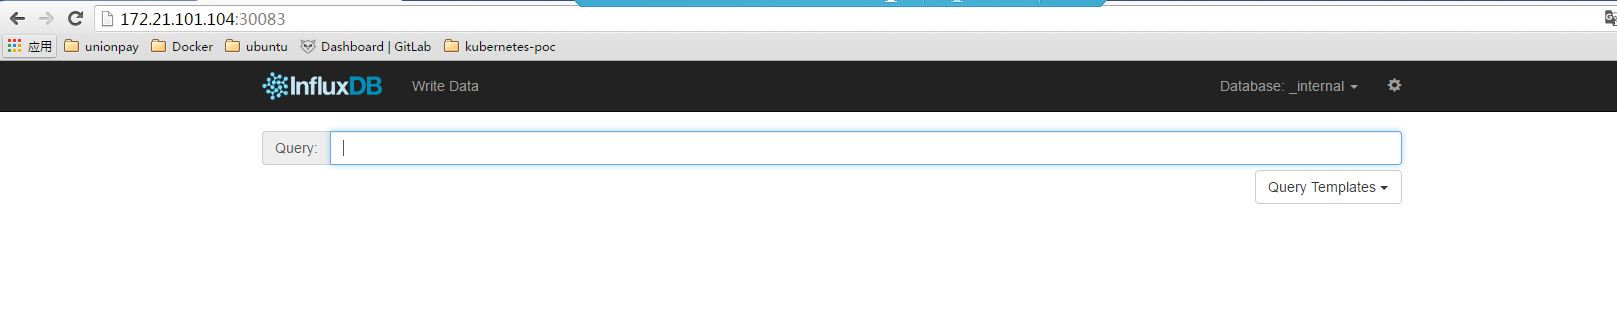 172.21.101.104:30083
应用 unionpay Docker ubuntu Dashboard | GitLab kubernetes-poc
InfluxDB Write Data Database: _internal
Query:
Query Templates